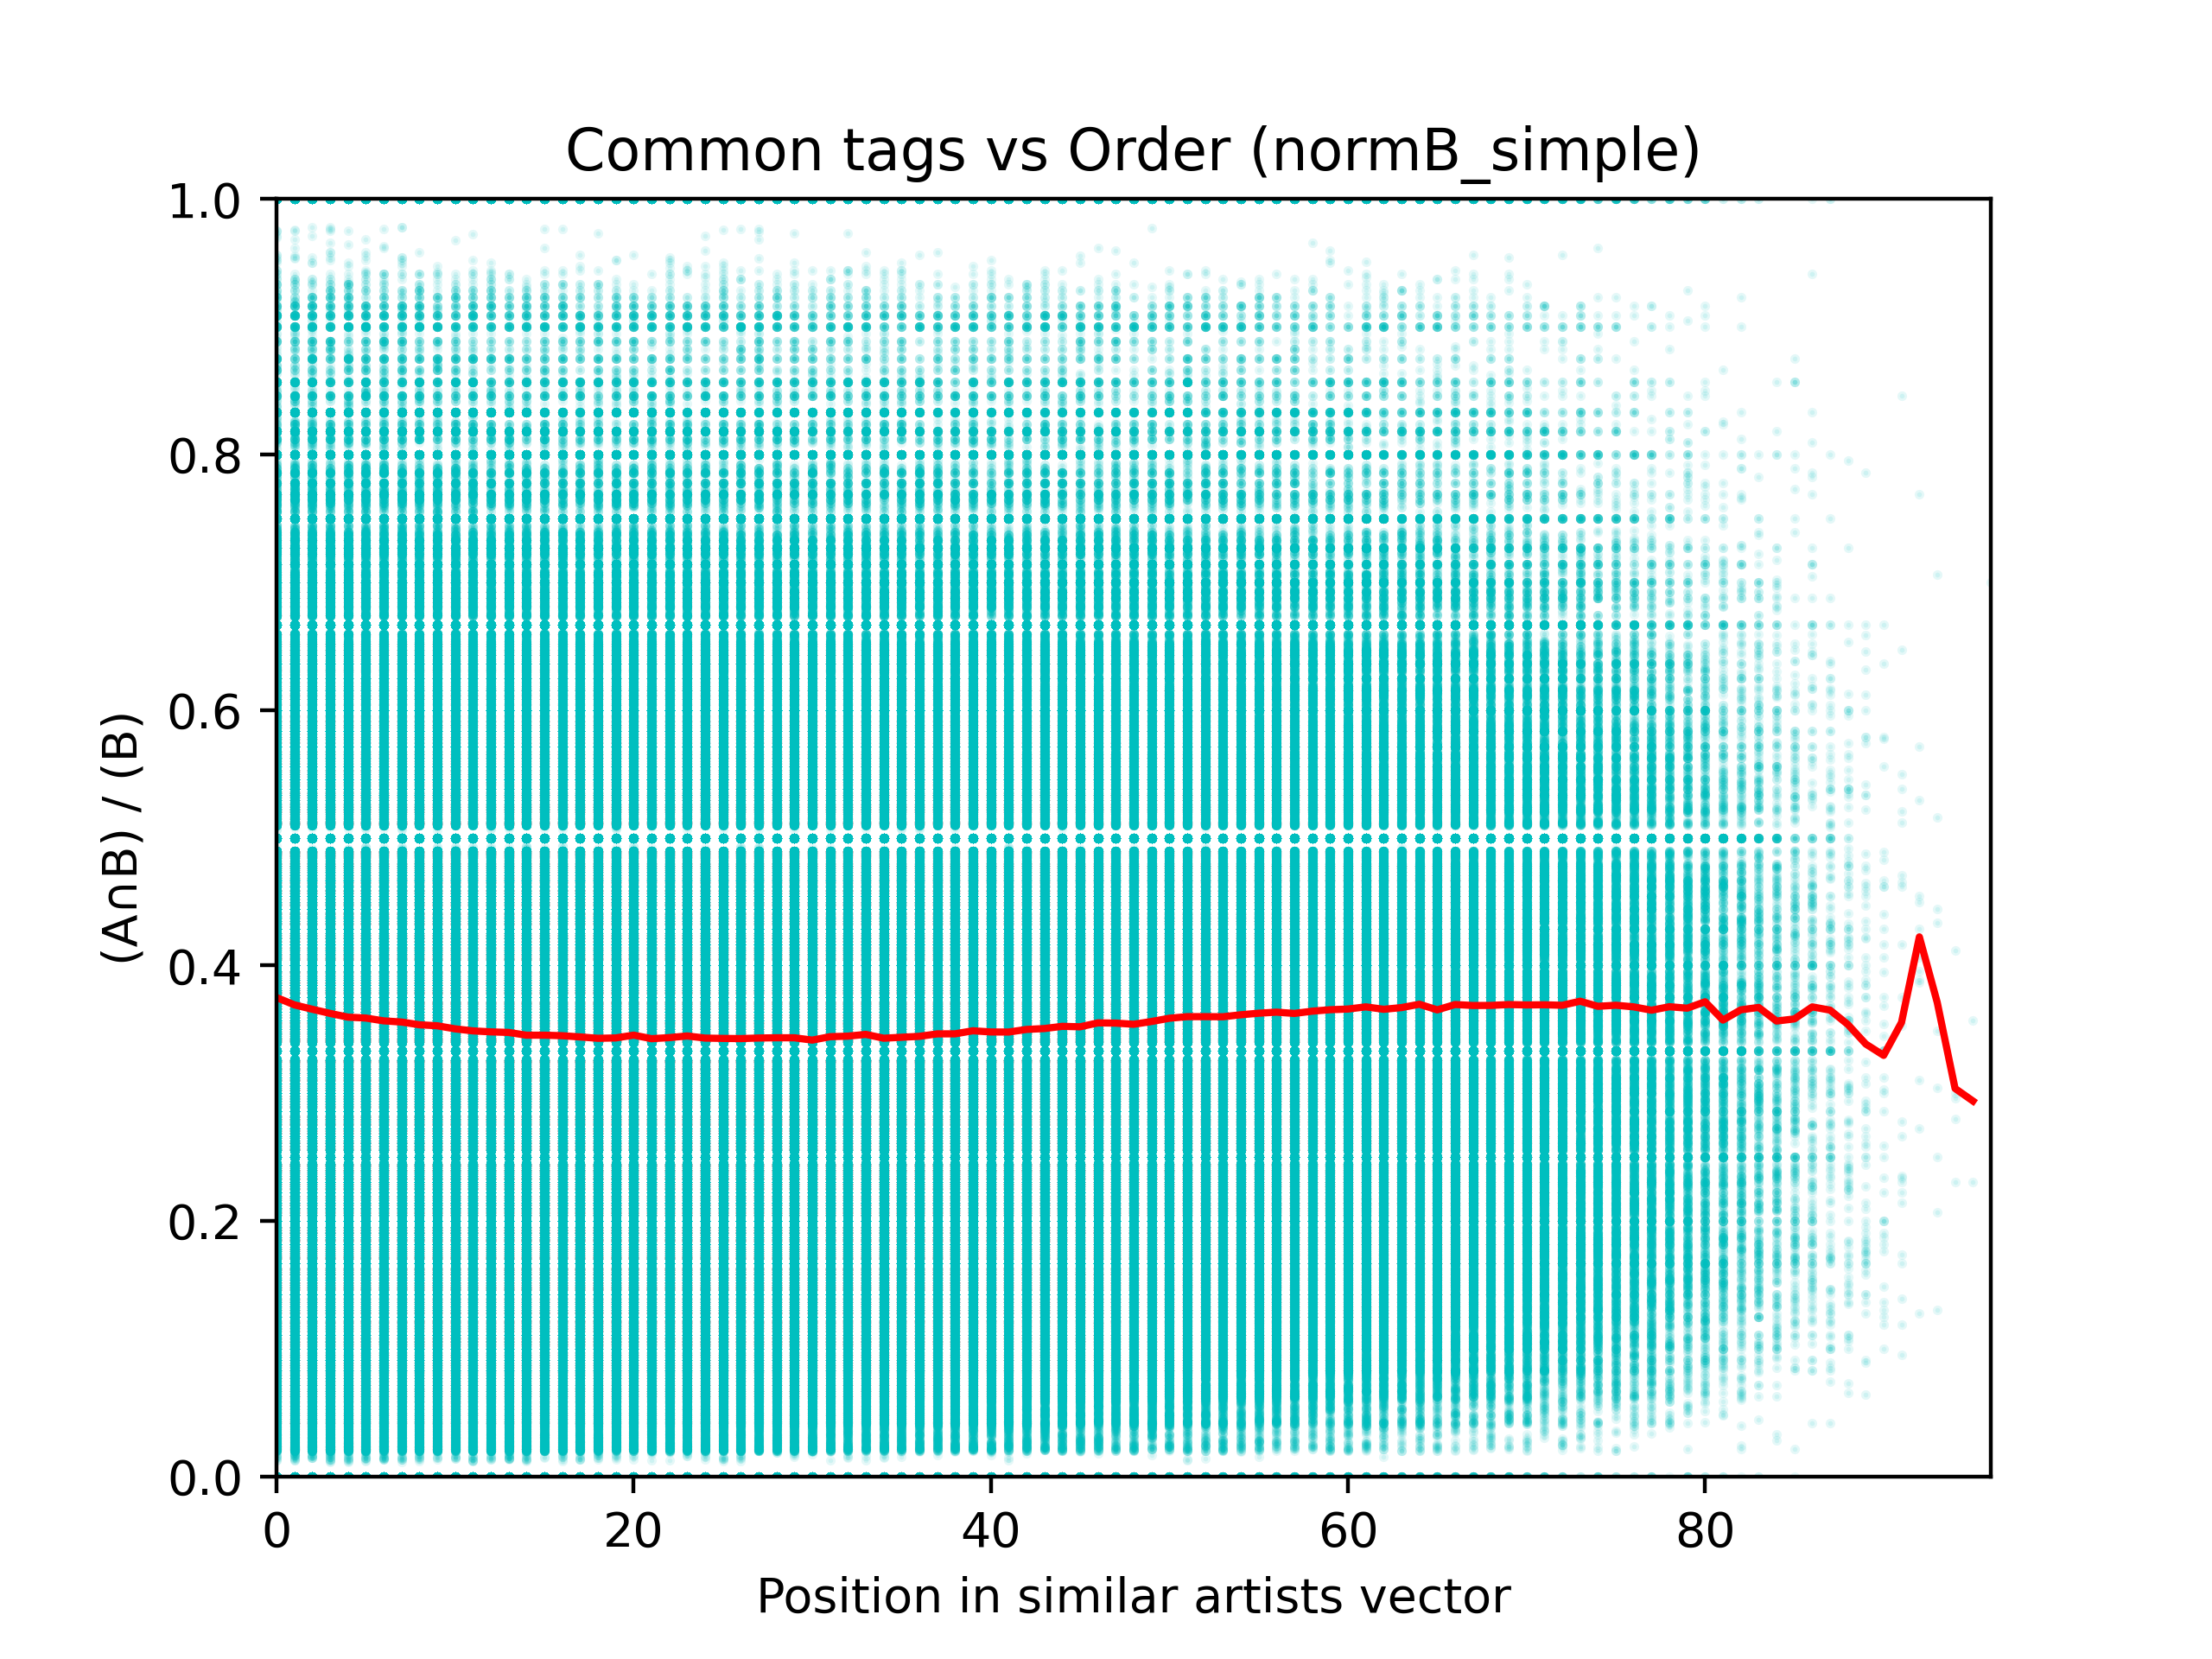 Common tags vs Order (normB_simple)
1.0
0.8
0.6
0.4
0.2
0.0
(A∩B) / (B)
0 20 40 60 80
Position in similar artists vector